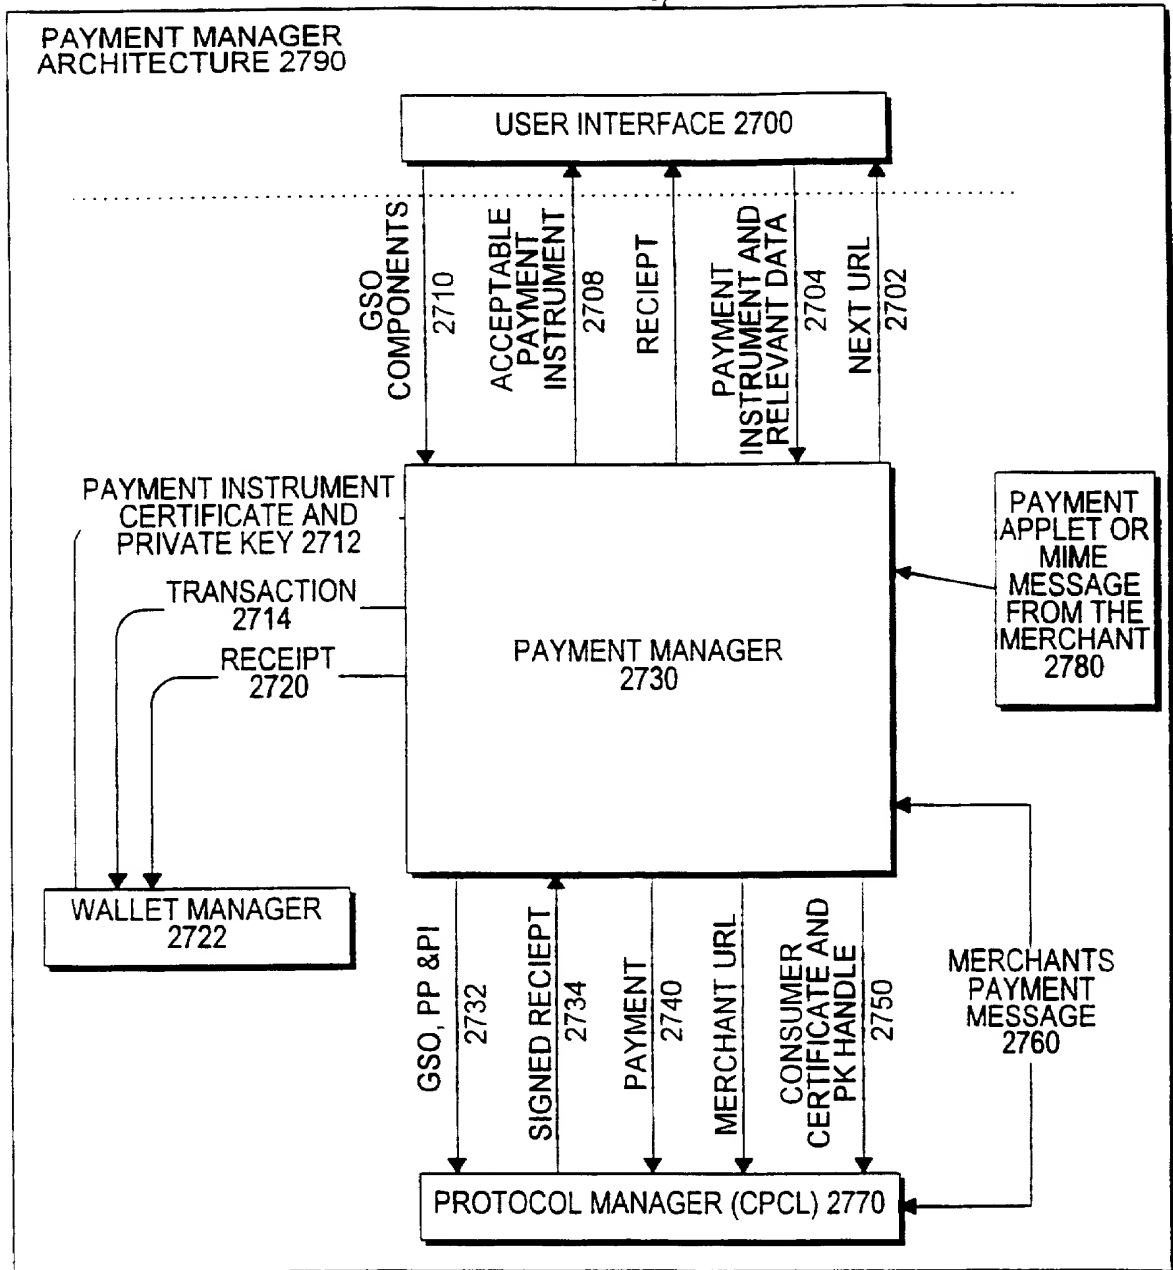 PAYMENT MANAGER
ARCHITECTURE 2790
USER INTERFACE 2700
GSO
COMPONENTS
2710
ACCEPTABLE
PAYMENT
INSTRUMENT
2708
RECIEPT
PAYMENT
INSTRUMENT AND
RELEVANT DATA
2704
NEXT URL
2702
PAYMENT INSTRUMENT
CERTIFICATE AND
PRIVATE KEY 2712
TRANSACTION
2714
RECEIPT
2720
PAYMENT MANAGER
2730
PAYMENT
APPLET OR
MIME
MESSAGE
FROM THE
MERCHANT
2780
WALLET MANAGER
2722
GSO, PP &PI
2732
SIGNED RECIEPT
2734
PAYMENT
2740
MERCHANT URL
CONSUMER
CERTIFICATE AND
PK HANDLE
2750
MERCHANTS
PAYMENT
MESSAGE
2760
PROTOCOL MANAGER (CPCL) 2770